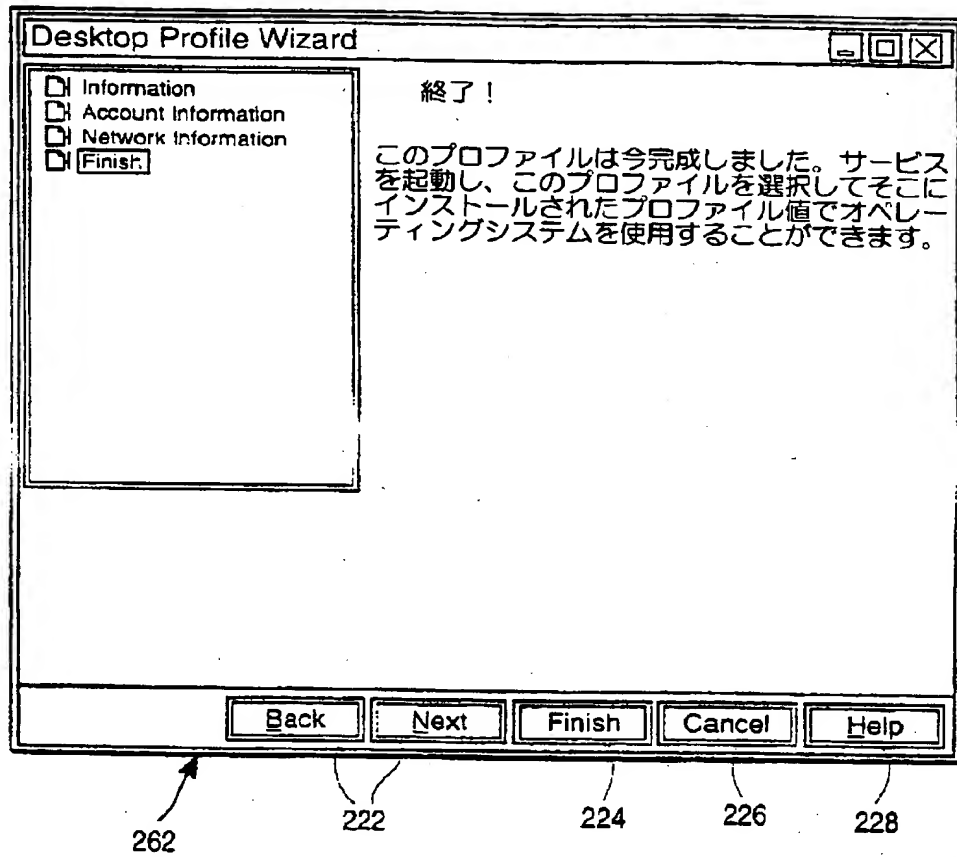 Desktop Profile Wizard
Information
Account Information
Network Information
Finish
終了！
このプロファイルは今完成しました。サービス
を起動し、このプロファイルを選択してそこに
インストールされたプロファイル値でオペレー
ティングシステムを使用することができます。
Back Next Finish Cancel Help
262 222 224 226 228